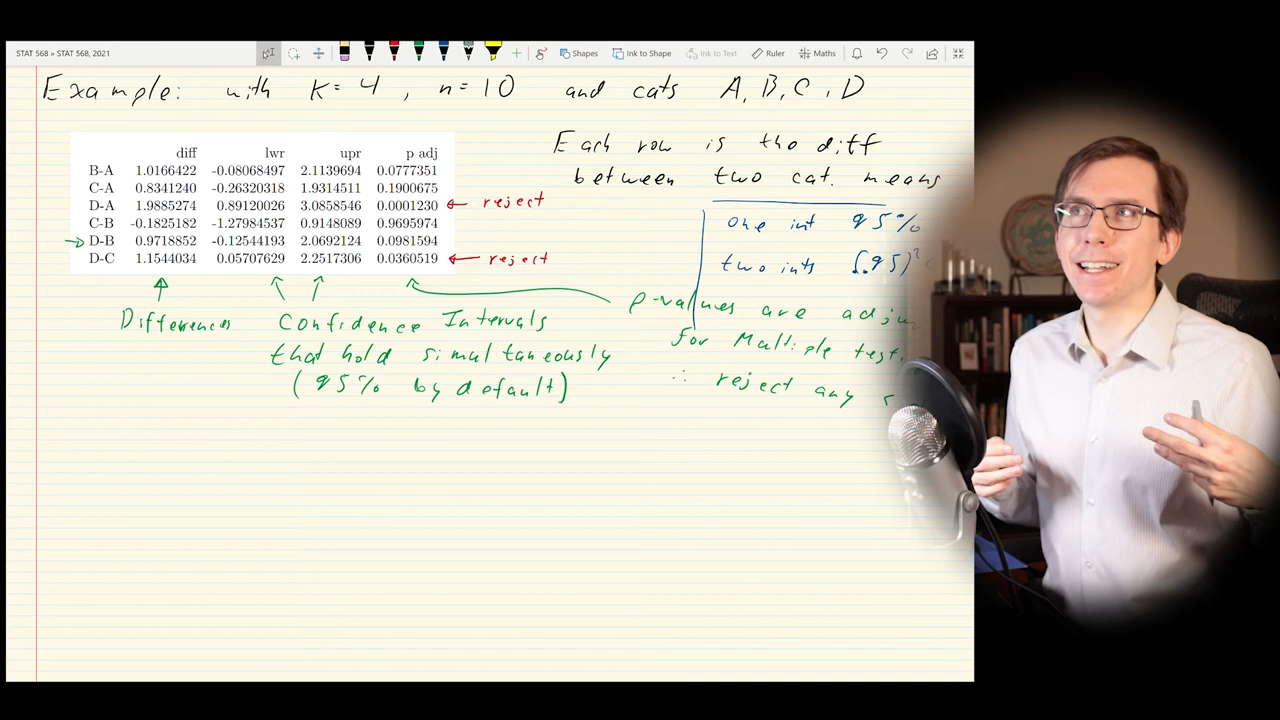 STAT 568 » STAT 568, 2021
Shapes Ink to Shape Ink to Text Ruler Maths
Example: with K=4, n=10 and cats A, B, C, D
diff lwr upr p adj
B-A 1.0166422 -0.08068497 2.1139694 0.0777351
C-A 0.8341240 -0.26320318 1.9314511 0.1900675
D-A 1.9885274 0.89120026 3.0858546 0.0001230 ← reject
C-B -0.1825182 -1.27984537 0.9148089 0.9695974
→ D-B 0.9718852 -0.12544193 2.0692124 0.0981594
D-C 1.1544034 0.05707629 2.2517306 0.0360519 ← reject
Differences
Confidence Intervals
that hold simultaneously
(95% by default)
Each row is the diff
between two cat. means
one int 95%
two ints (.95)²
p-values are adju
for Multiple testi
∴ reject any